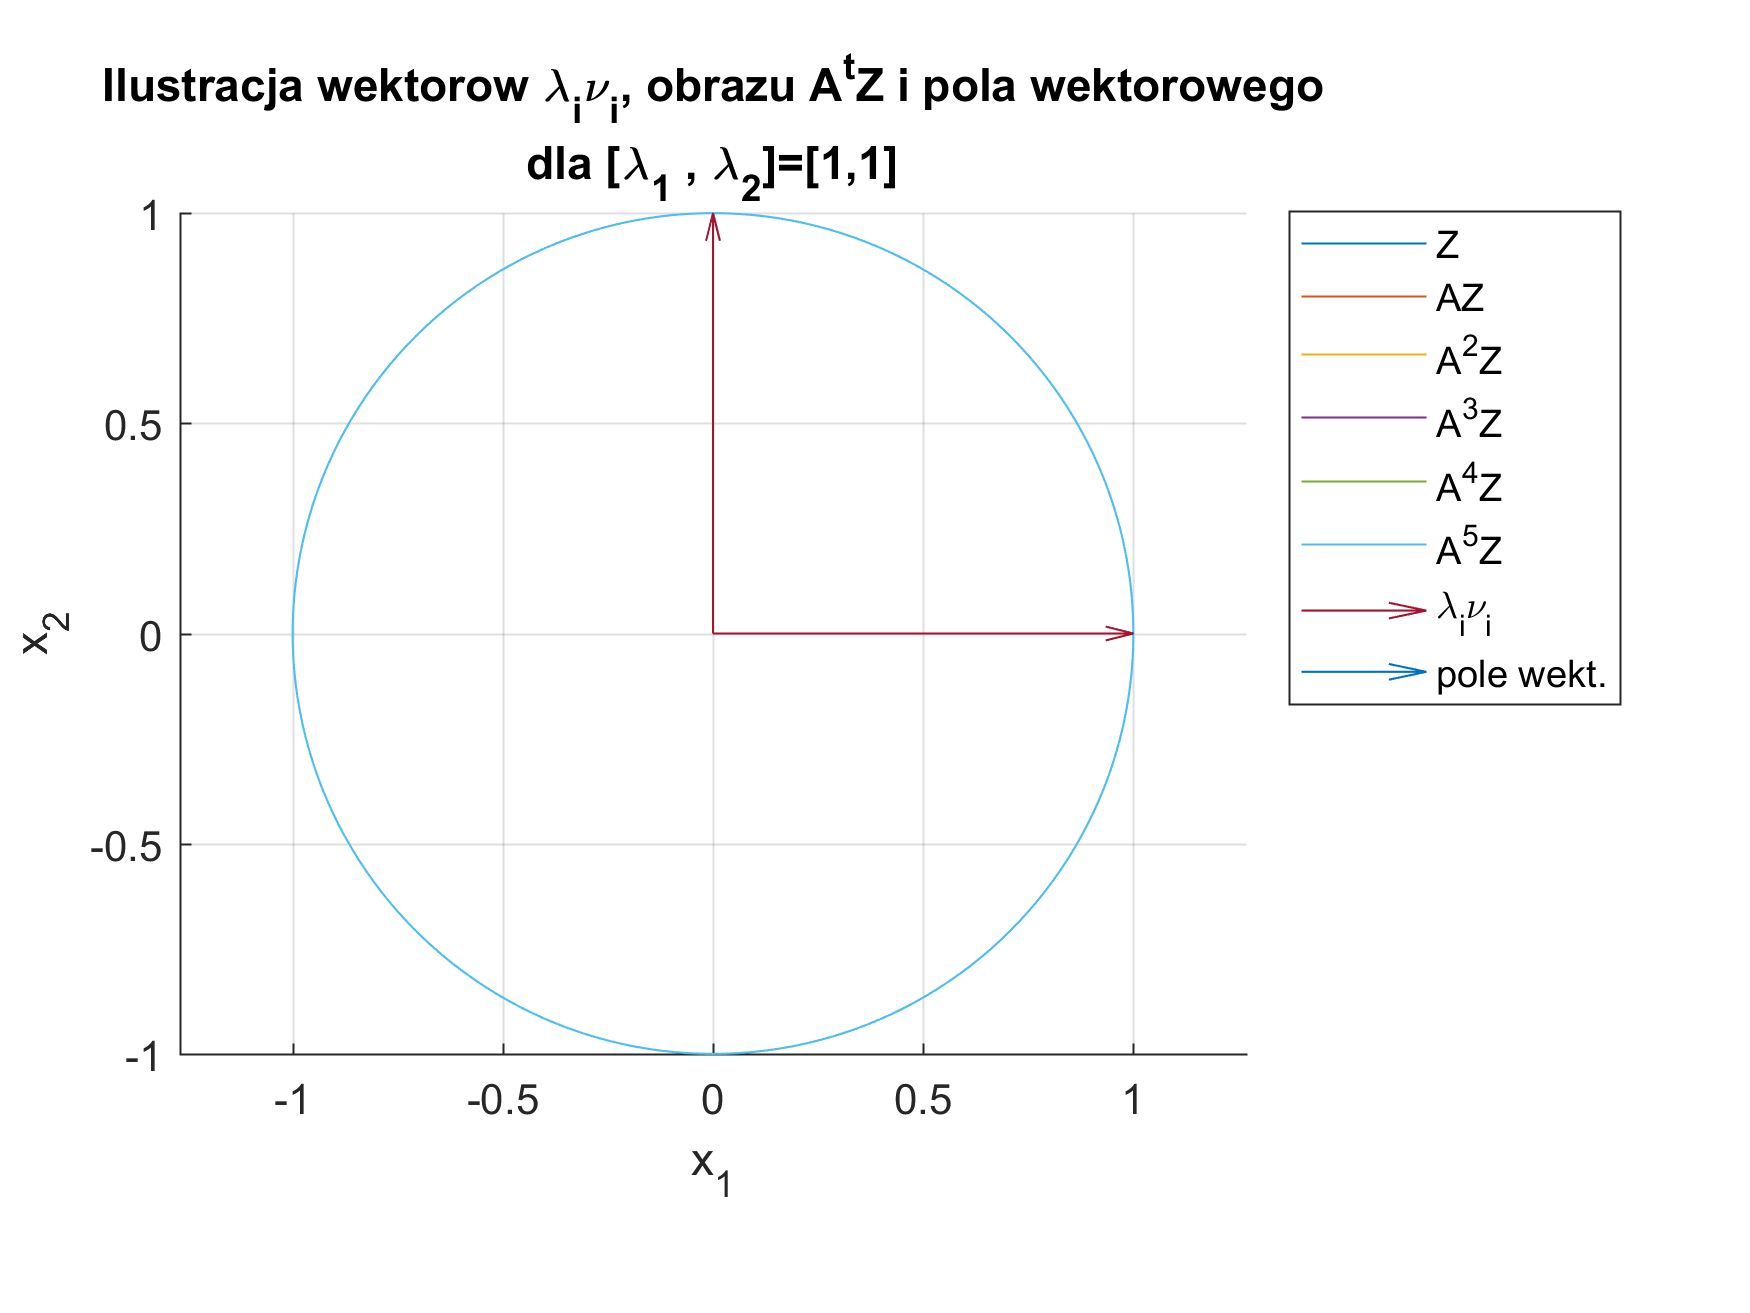 Ilustracja wektorow λᵢνᵢ, obrazu AᵗZ i pola wektorowego
dla [λ₁ , λ₂]=[1,1]
1
0.5
0
-0.5
-1
x₂
-1
-0.5
0
0.5
1
x₁
Z
AZ
A²Z
A³Z
A⁴Z
A⁵Z
λᵢνᵢ
pole wekt.